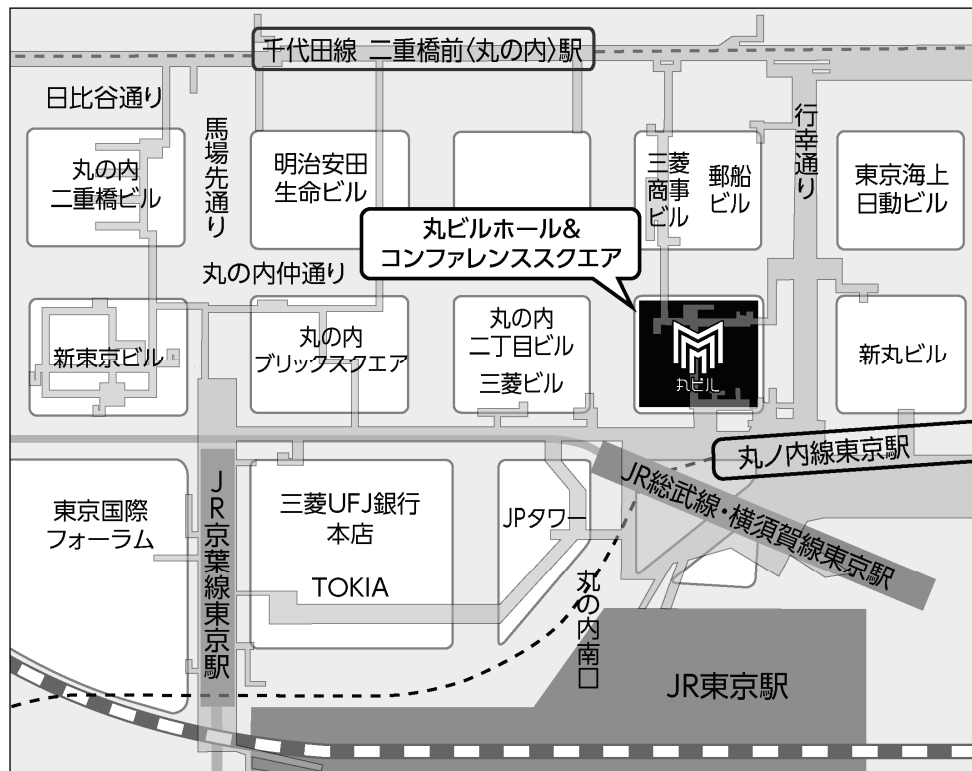 千代田線 二重橋前〈丸の内〉駅
日比谷通り
馬場先通り
行幸通り
丸の内
二重橋ビル
明治安田
生命ビル
三菱
商事
ビル
郵船
ビル
東京海上
日動ビル
丸ビルホール&
コンファレンススクエア
丸の内仲通り
新東京ビル
丸の内
ブリックスクエア
丸の内
二丁目ビル
三菱ビル
丸ビル
新丸ビル
丸ノ内線東京駅
JR総武線・横須賀線東京駅
東京国際
フォーラム
JR京葉線東京駅
三菱UFJ銀行
本店
TOKIA
JPタワー
丸の内南口
JR東京駅